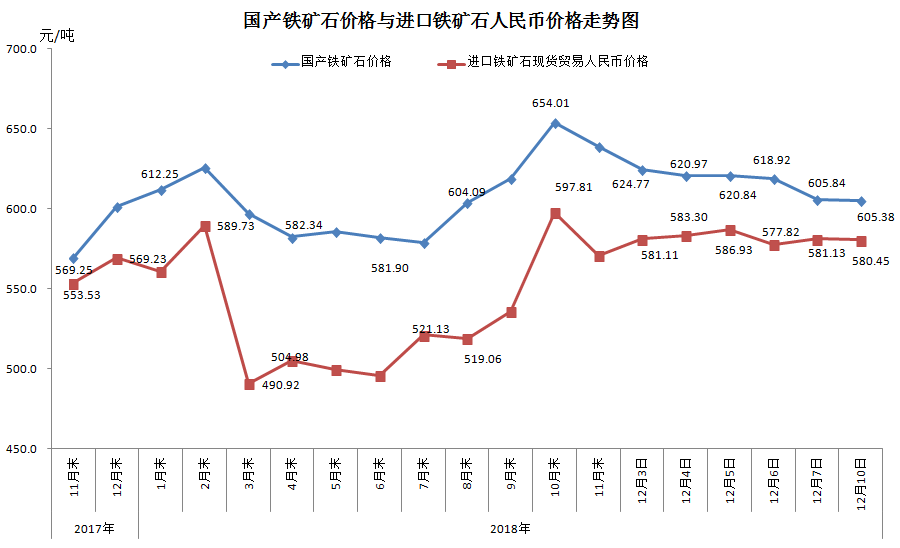 国产铁矿石价格与进口铁矿石人民币价格走势图
元/吨
国产铁矿石价格
进口铁矿石现货贸易人民币价格
700.0
650.0
600.0
550.0
500.0
450.0
569.25
612.25
582.34
581.90
604.09
654.01
624.77
620.97
620.84
618.92
605.84
605.38
553.53
569.23
589.73
490.92
504.98
521.13
519.06
597.81
581.11
583.30
586.93
577.82
581.13
580.45
11月末
12月末
1月末
2月末
3月末
4月末
5月末
6月末
7月末
8月末
9月末
10月末
11月末
12月3日
12月4日
12月5日
12月6日
12月7日
12月10日
2017年
2018年